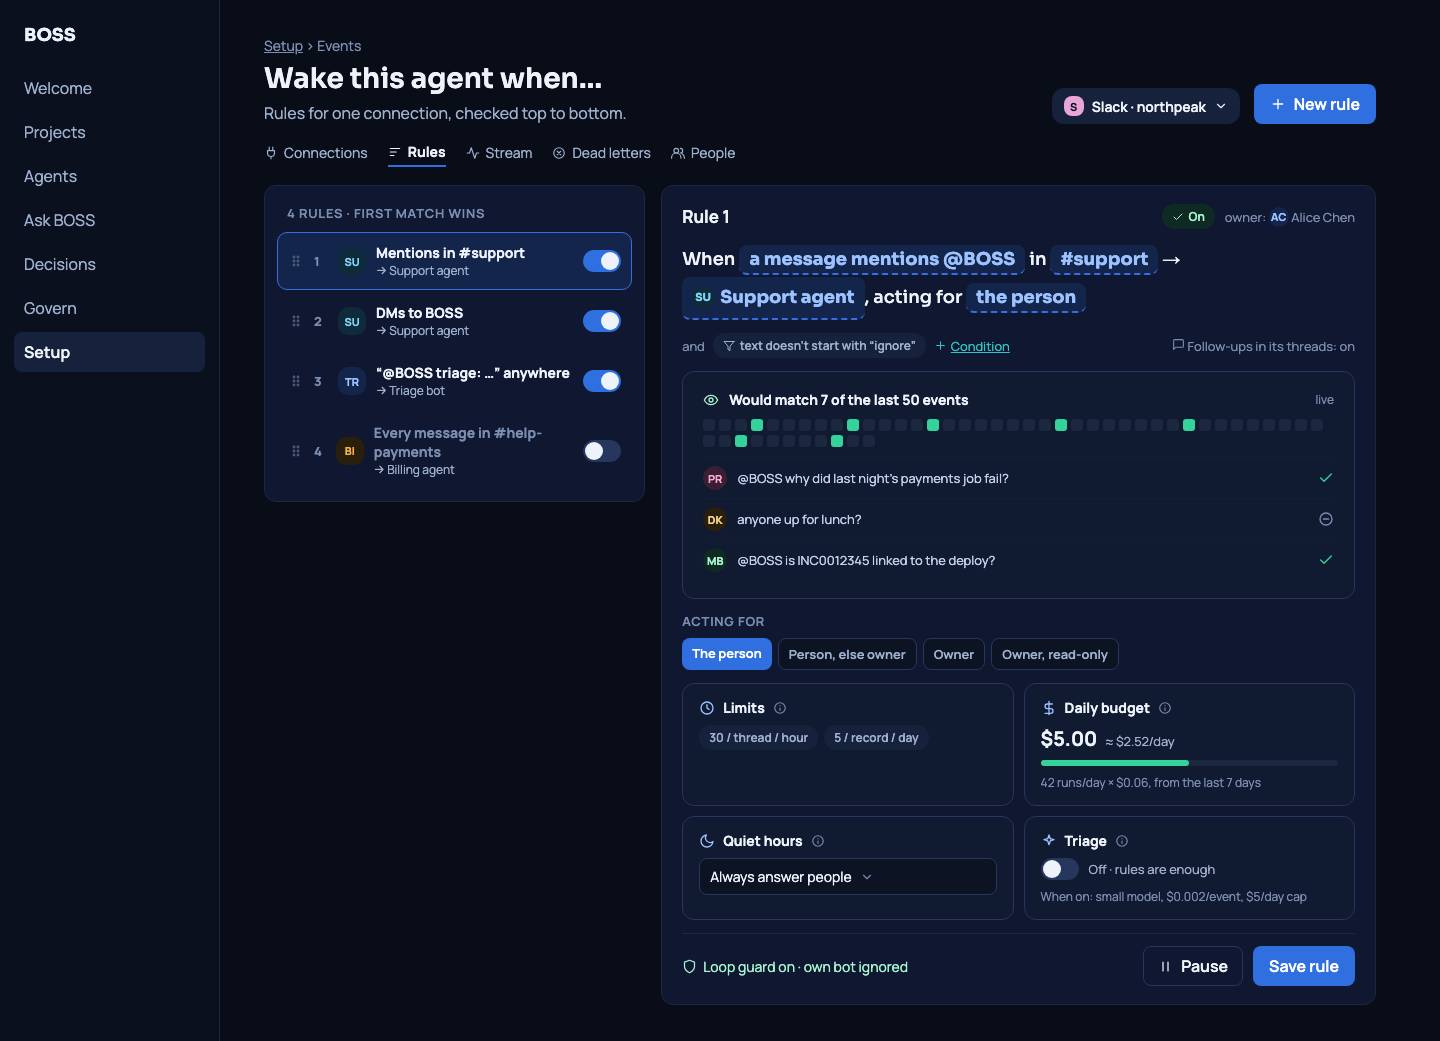 BOSS
Welcome
Projects
Agents
Ask BOSS
Decisions
Govern
Setup
Setup › Events
Wake this agent when...
Rules for one connection, checked top to bottom.
S Slack · northpeak
+ New rule
Connections
Rules
Stream
Dead letters
People
4 RULES · FIRST MATCH WINS
1 SU Mentions in #support
→ Support agent
2 SU DMs to BOSS
→ Support agent
3 TR “@BOSS triage: ...” anywhere
→ Triage bot
4 BI Every message in #help-
payments
→ Billing agent
Rule 1
✓ On
owner: AC Alice Chen
When a message mentions @BOSS in #support →
SU Support agent, acting for the person
and text doesn't start with “ignore” + Condition
Follow-ups in its threads: on
Would match 7 of the last 50 events
live
PR @BOSS why did last night's payments job fail?
DK anyone up for lunch?
MB @BOSS is INC0012345 linked to the deploy?
ACTING FOR
The person
Person, else owner
Owner
Owner, read-only
Limits
30 / thread / hour
5 / record / day
$ Daily budget
$5.00 ≈ $2.52/day
42 runs/day × $0.06, from the last 7 days
Quiet hours
Always answer people
Triage
Off · rules are enough
When on: small model, $0.002/event, $5/day cap
Loop guard on · own bot ignored
Pause
Save rule